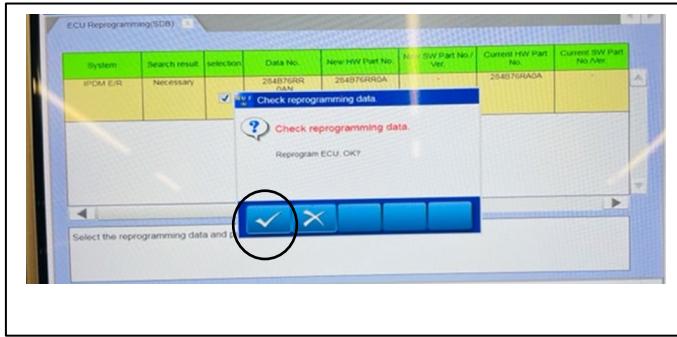 ECU Reprogramming(SDB)
System Search result selection Data No. New HW Part No. New SW Part No./ Ver. Current HW Part No. Current SW Part No./Ver.
IPDM E/R Necessary 284B76RR 0AN 284B76RR0A - 284B76RA0A -
Check reprogramming data.
Check reprogramming data.
Reprogram ECU. OK?
Select the reprogramming data and